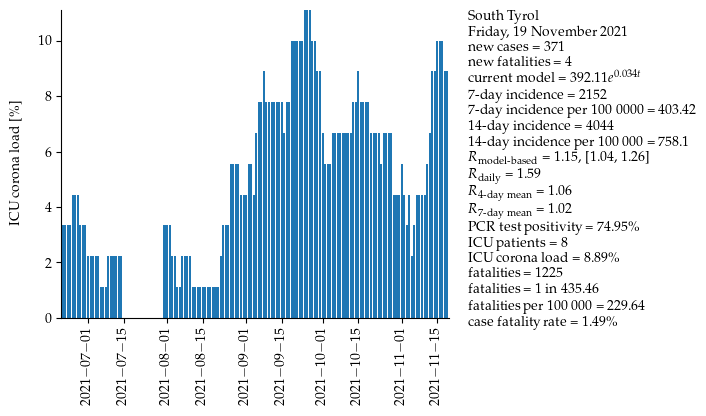 ICU corona load [%]
10
8
6
4
2
0
2021−07−01
2021−07−15
2021−08−01
2021−08−15
2021−09−01
2021−09−15
2021−10−01
2021−10−15
2021−11−01
2021−11−15
South Tyrol
Friday, 19 November 2021
new cases = 371
new fatalities = 4
current model = 392.11e^0.034t
7-day incidence = 2152
7-day incidence per 100 0000 = 403.42
14-day incidence = 4044
14-day incidence per 100 000 = 758.1
R_model-based = 1.15, [1.04, 1.26]
R_daily = 1.59
R_4-day mean = 1.06
R_7-day mean = 1.02
PCR test positivity = 74.95%
ICU patients = 8
ICU corona load = 8.89%
fatalities = 1225
fatalities = 1 in 435.46
fatalities per 100 000 = 229.64
case fatality rate = 1.49%